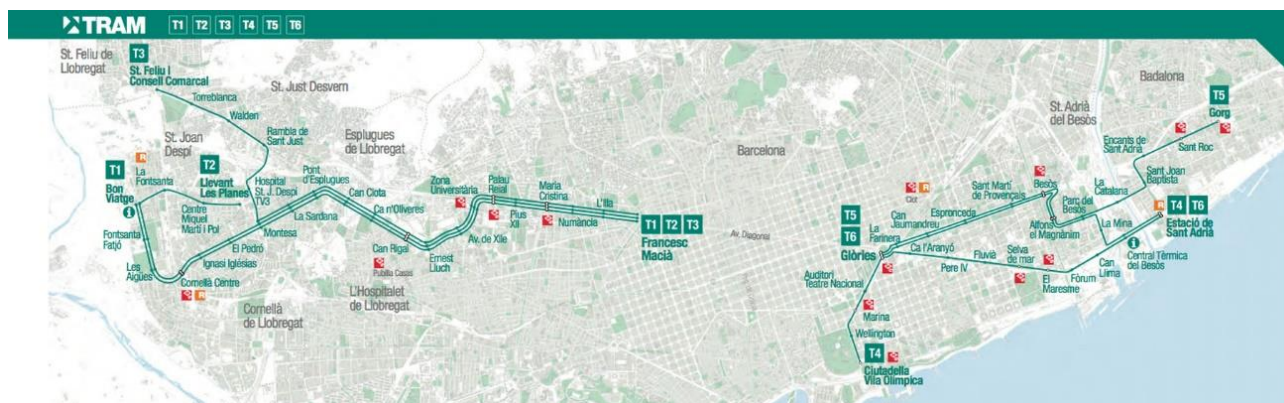 TRAM T1 T2 T3 T4 T5 T6
St. Feliu de
Llobregat
T3
St. Feliu |
Consell Comarcal
Torreblanca
Walden
St. Just Desvern
Rambla de
Sant Just
St. Joan
Despí
T1
Bon
Viatge
La
Fontsanta
T2
Llevant
Les Planes
Centre
Miquel
Martí i Pol
Hospital
St. J. Despí
TV3
Fontsanta
Fatjó
Les
Aigües
Cornellà Centre
Ignasi Iglésias
El Pedró
Montesa
La Sardana
Pont
d'Esplugues
Esplugues
de Llobregat
Can Clota
Ca n'Oliveres
Can Rigal
Pubilla Casas
Cornellà
de Llobregat
L'Hospitalet
de Llobregat
Ernest
Lluch
Av. de Xile
Zona
Universitària
Palau
Reial
Pius
XII
Maria
Cristina
Numància
L'Illa
T1 T2 T3
Francesc
Macià
Av. Diagonal
Barcelona
T5
T6
Glòries
La
Farinera
Can
Jaumandreu
Clot
Espronceda
Sant Martí
de Provençals
Besòs
Alfons
el Magnànim
Parc del
Besòs
La
Catalana
Sant Joan
Baptista
Encants de
Sant Adrià
Sant Roc
T5
Gorg
Badalona
St. Adrià
del Besòs
La Mina
T4 T6
Estació de
Sant Adrià
Central Tèrmica
del Besòs
Can
Llima
Fòrum
El
Maresme
Selva
de mar
Fluvià
Pere IV
Ca l'Aranyó
Auditori
Teatre Nacional
Marina
Wellington
T4
Ciutadella
Vila Olímpica